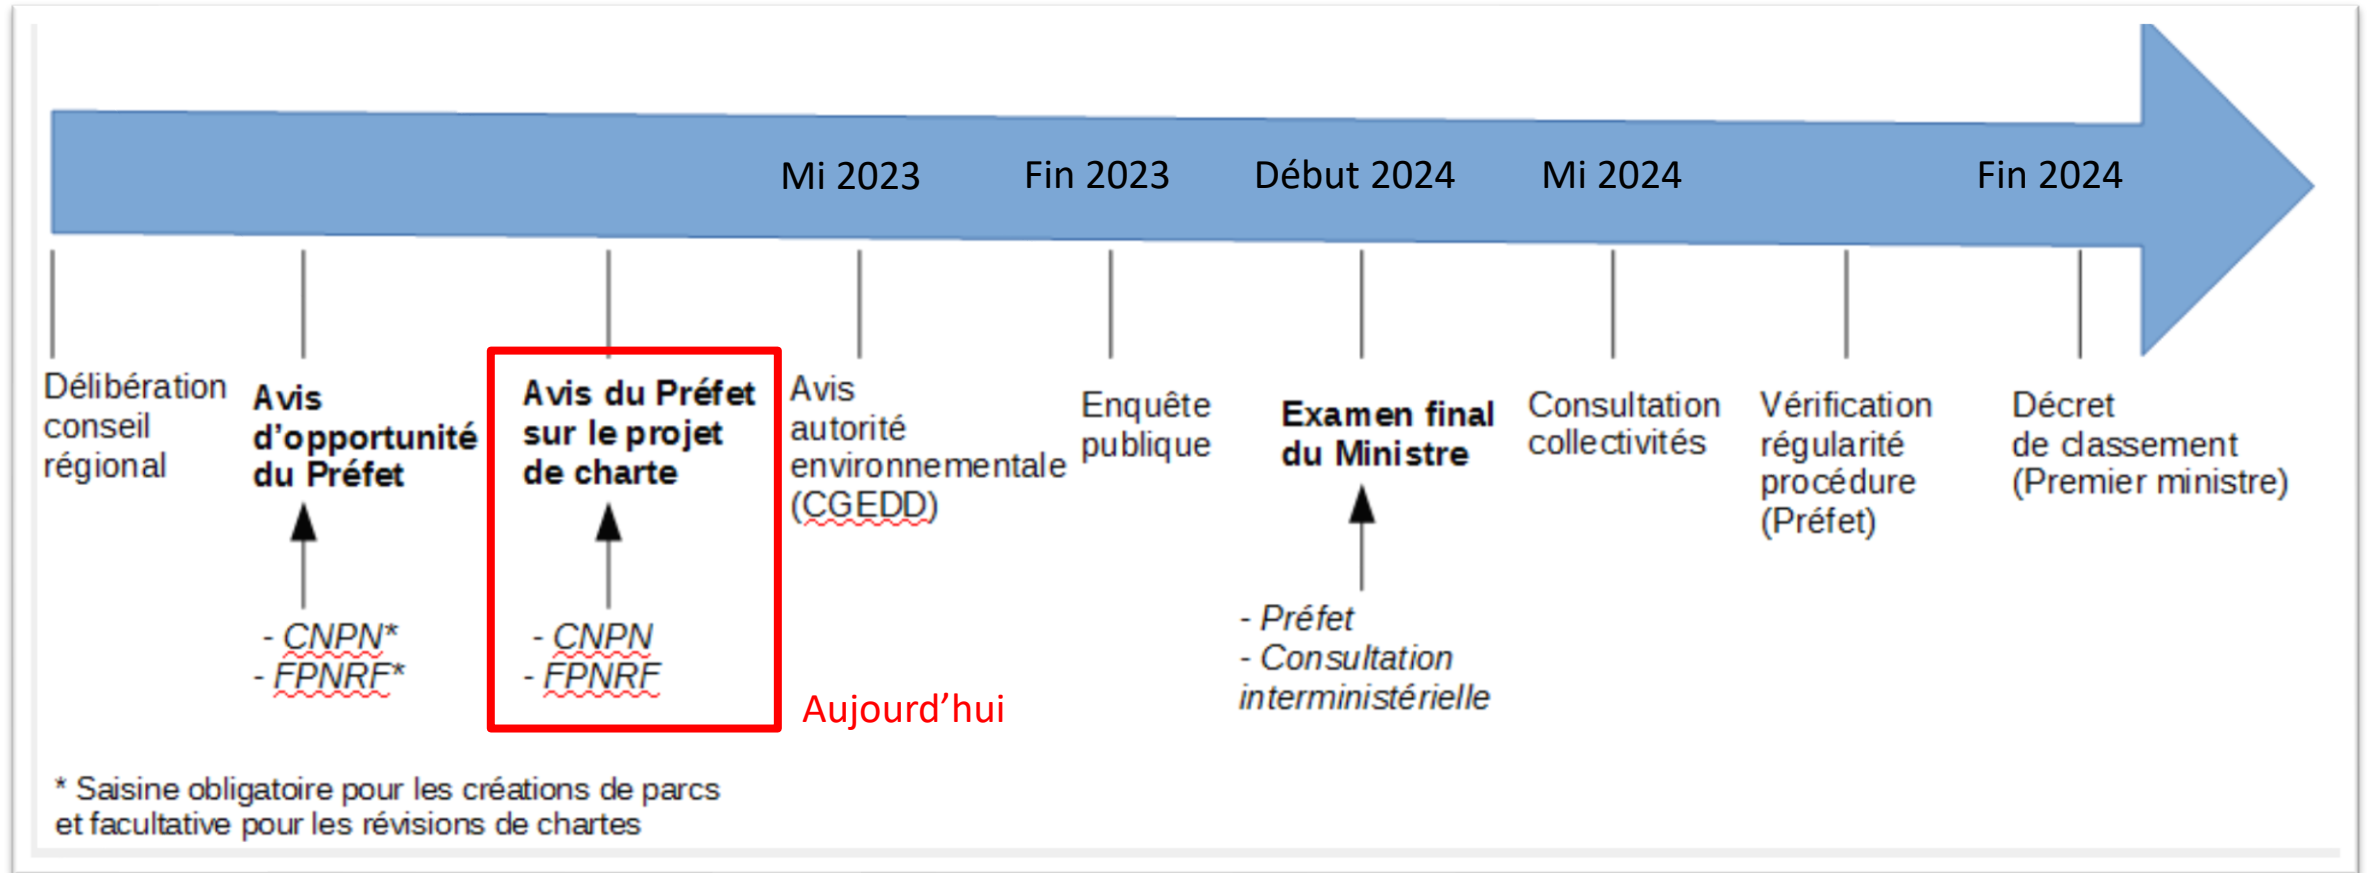 Mi 2023
Fin 2023
Début 2024
Mi 2024
Fin 2024
Délibération
conseil
régional
Avis
d’opportunité
du Préfet
- CNPN*
- FPNRF*
Avis du Préfet
sur le projet
de charte
- CNPN
- FPNRF
Aujourd’hui
Avis
autorité
environnementale
(CGEDD)
Enquête
publique
Examen final
du Ministre
- Préfet
- Consultation
interministérielle
Consultation
collectivités
Vérification
régularité
procédure
(Préfet)
Décret
de classement
(Premier ministre)
* Saisine obligatoire pour les créations de parcs
et facultative pour les révisions de chartes